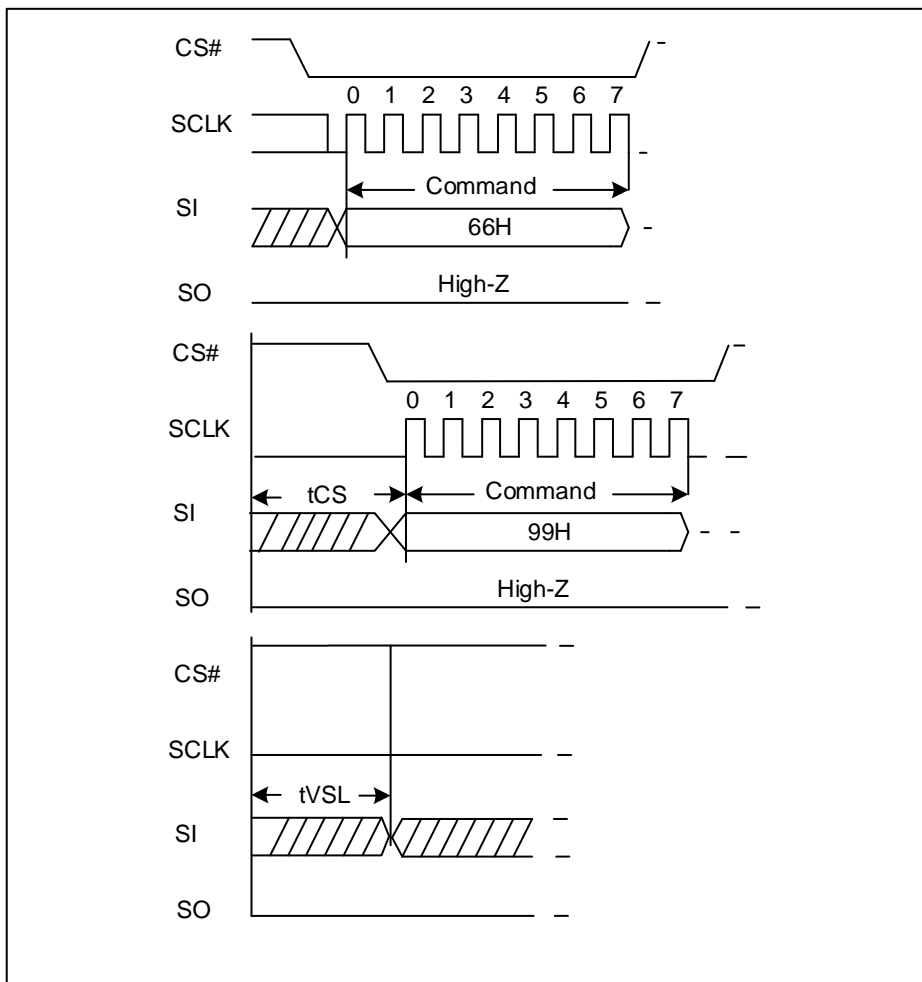 CS#
0 1 2 3 4 5 6 7
SCLK
Command
SI
66H
High-Z
SO
CS#
0 1 2 3 4 5 6 7
SCLK
tCS Command
SI
99H
High-Z
SO
CS#
SCLK
tVSL
SI
SO